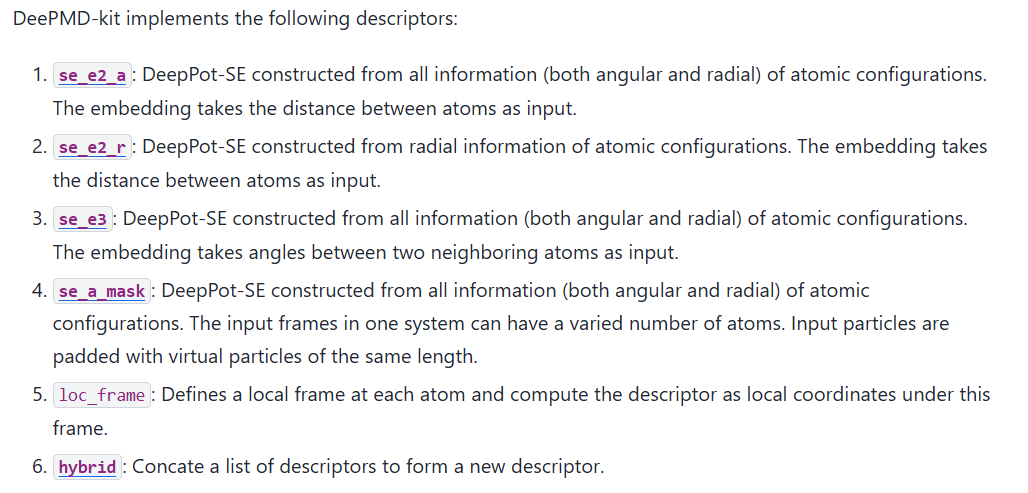 DeePMD-kit implements the following descriptors:
1. se_e2_a: DeepPot-SE constructed from all information (both angular and radial) of atomic configurations.
The embedding takes the distance between atoms as input.
2. se_e2_r: DeepPot-SE constructed from radial information of atomic configurations. The embedding takes
the distance between atoms as input.
3. se_e3: DeepPot-SE constructed from all information (both angular and radial) of atomic configurations.
The embedding takes angles between two neighboring atoms as input.
4. se_a_mask: DeepPot-SE constructed from all information (both angular and radial) of atomic
configurations. The input frames in one system can have a varied number of atoms. Input particles are
padded with virtual particles of the same length.
5. loc_frame: Defines a local frame at each atom and compute the descriptor as local coordinates under this
frame.
6. hybrid: Concate a list of descriptors to form a new descriptor.